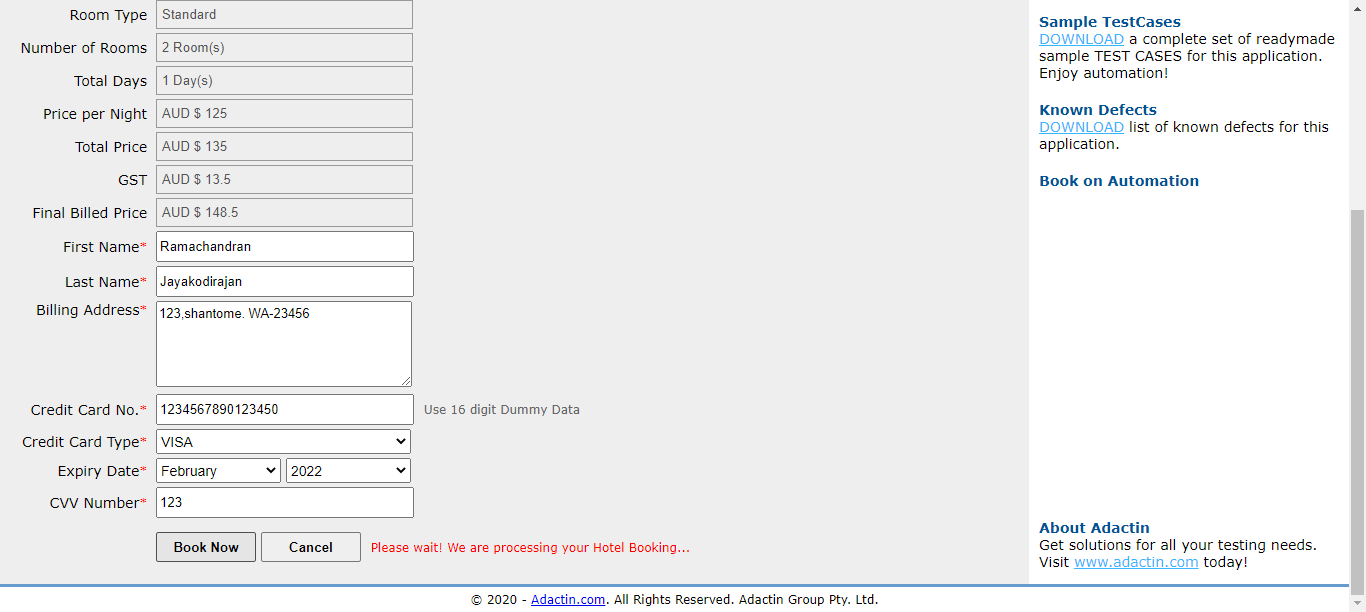 Room Type Standard
Number of Rooms 2 Room(s)
Total Days 1 Day(s)
Price per Night AUD $ 125
Total Price AUD $ 135
GST AUD $ 13.5
Final Billed Price AUD $ 148.5
First Name* Ramachandran
Last Name* Jayakodirajan
Billing Address* 123,shantome. WA-23456
Credit Card No.* 1234567890123450 Use 16 digit Dummy Data
Credit Card Type* VISA
Expiry Date* February 2022
CVV Number* 123
Book Now Cancel Please wait! We are processing your Hotel Booking...
Sample TestCases
DOWNLOAD a complete set of readymade
sample TEST CASES for this application.
Enjoy automation!
Known Defects
DOWNLOAD list of known defects for this
application.
Book on Automation
About Adactin
Get solutions for all your testing needs.
Visit www.adactin.com today!
© 2020 - Adactin.com. All Rights Reserved. Adactin Group Pty. Ltd.